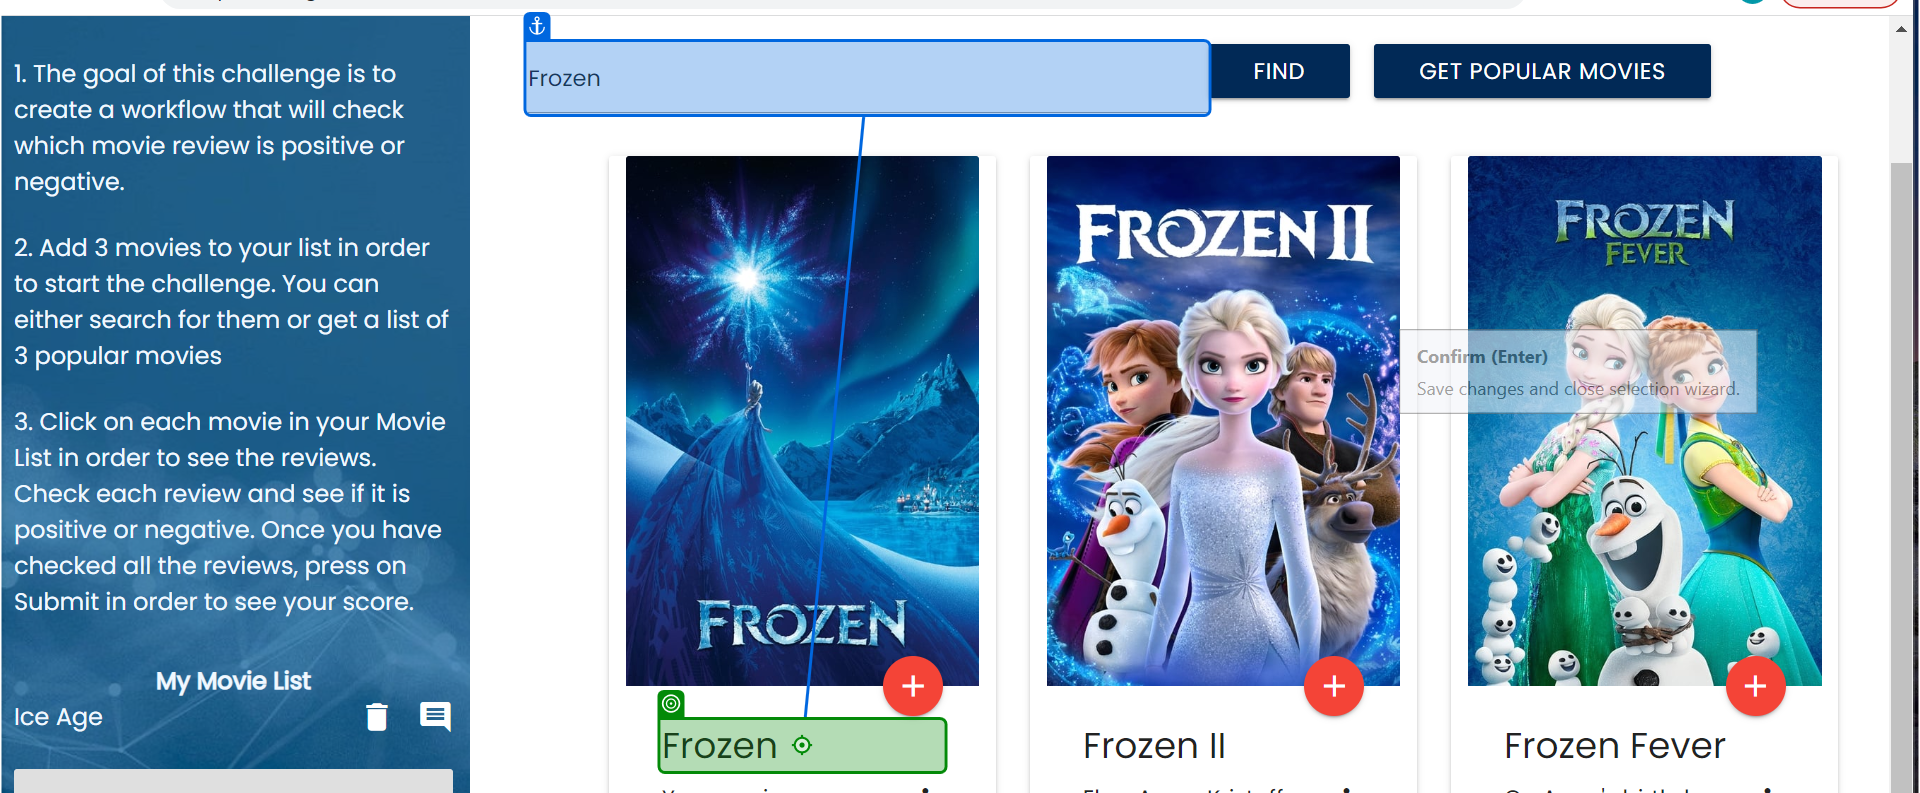 1. The goal of this challenge is to
create a workflow that will check
which movie review is positive or
negative.
2. Add 3 movies to your list in order
to start the challenge. You can
either search for them or get a list of
3 popular movies
3. Click on each movie in your Movie
List in order to see the reviews.
Check each review and see if it is
positive or negative. Once you have
checked all the reviews, press on
Submit in order to see your score.
My Movie List
Ice Age
Frozen
FIND
GET POPULAR MOVIES
FROZEN
FROZEN II
FROZEN
FEVER
Confirm (Enter)
Save changes and close selection wizard.
Frozen
Frozen II
Frozen Fever